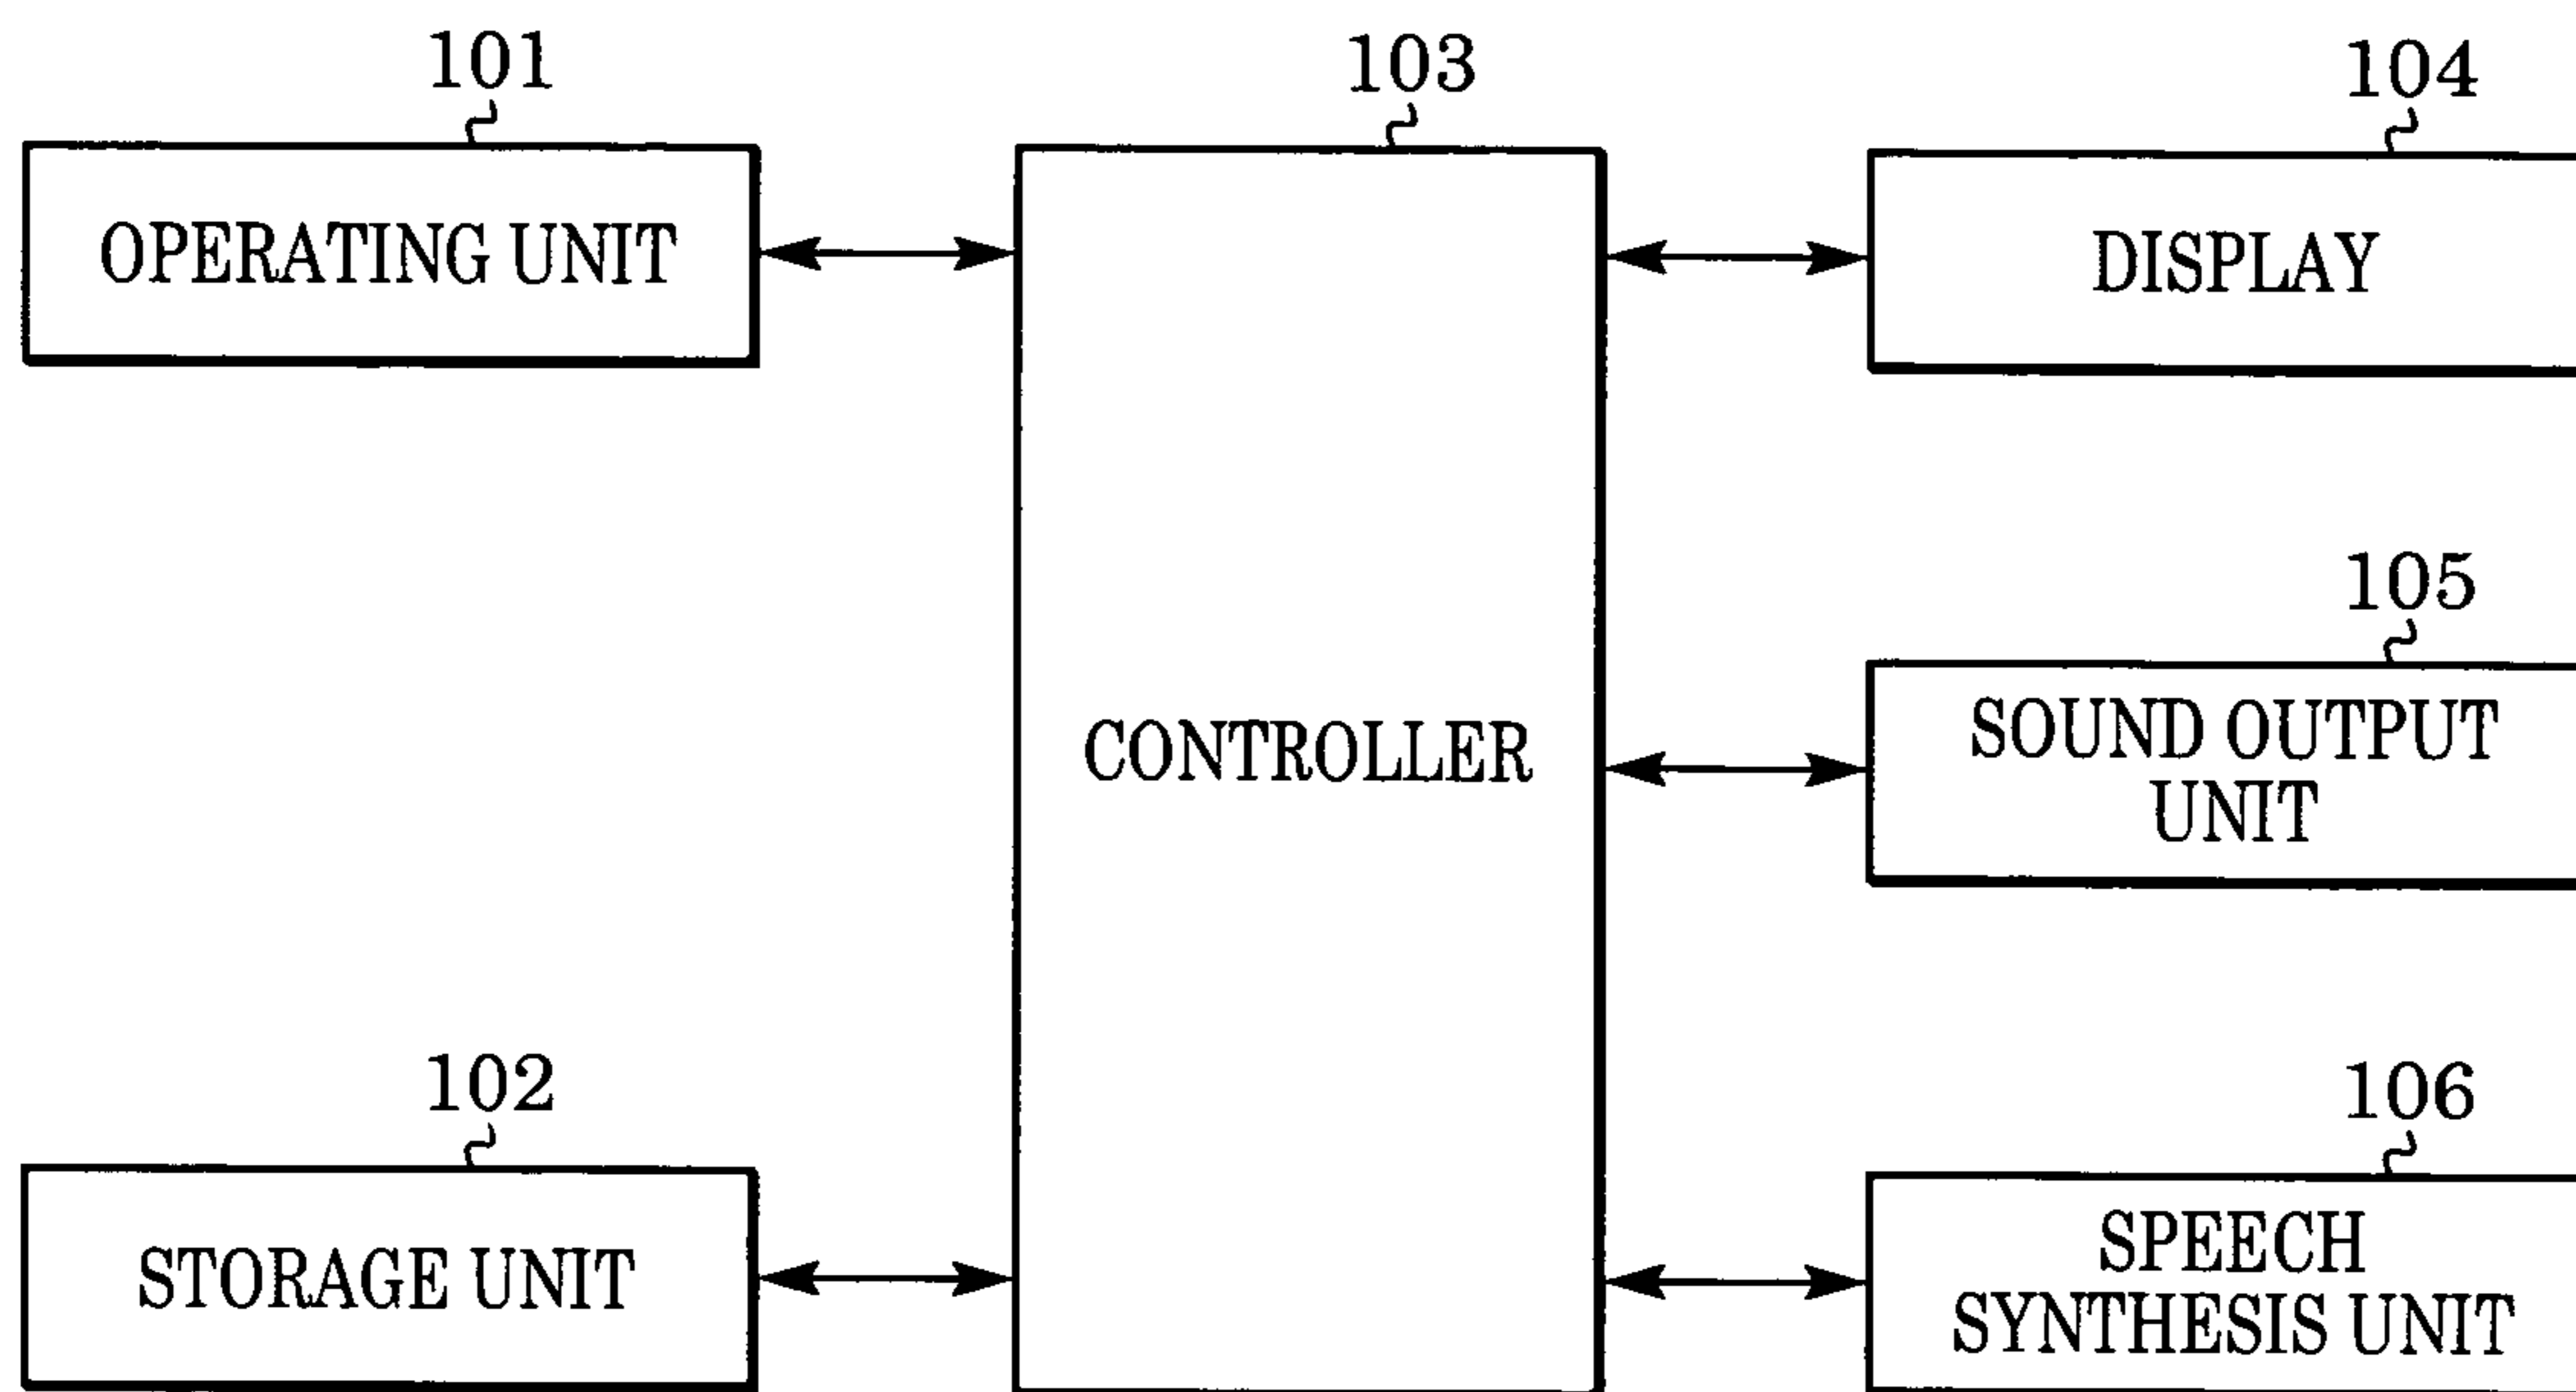 101
OPERATING UNIT
102
STORAGE UNIT
103
CONTROLLER
104
DISPLAY
105
SOUND OUTPUT
UNIT
106
SPEECH
SYNTHESIS UNIT